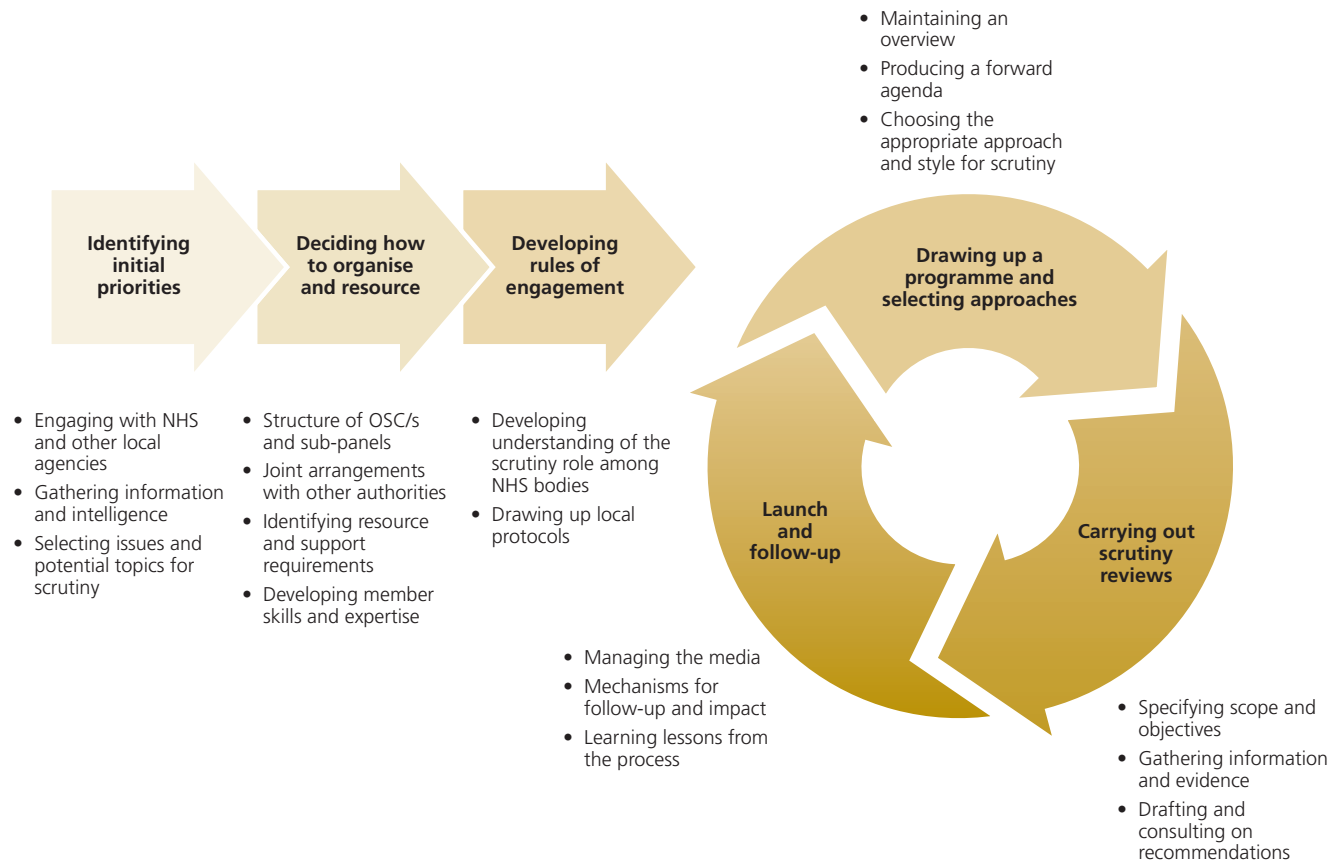 • Maintaining an
overview
• Producing a forward
agenda
• Choosing the
appropriate approach
and style for scrutiny
Identifying
initial
priorities
Deciding how
to organise
and resource
Developing
rules of
engagement
Drawing up a
programme and
selecting approaches
• Engaging with NHS
and other local
agencies
• Gathering information
and intelligence
• Selecting issues and
potential topics for
scrutiny
• Structure of OSC/s
and sub-panels
• Joint arrangements
with other authorities
• Identifying resource
and support
requirements
• Developing member
skills and expertise
• Developing
understanding of the
scrutiny role among
NHS bodies
• Drawing up local
protocols
Launch
and
follow-up
Carrying out
scrutiny
reviews
• Managing the media
• Mechanisms for
follow-up and impact
• Learning lessons from
the process
• Specifying scope and
objectives
• Gathering information
and evidence
• Drafting and
consulting on
recommendations